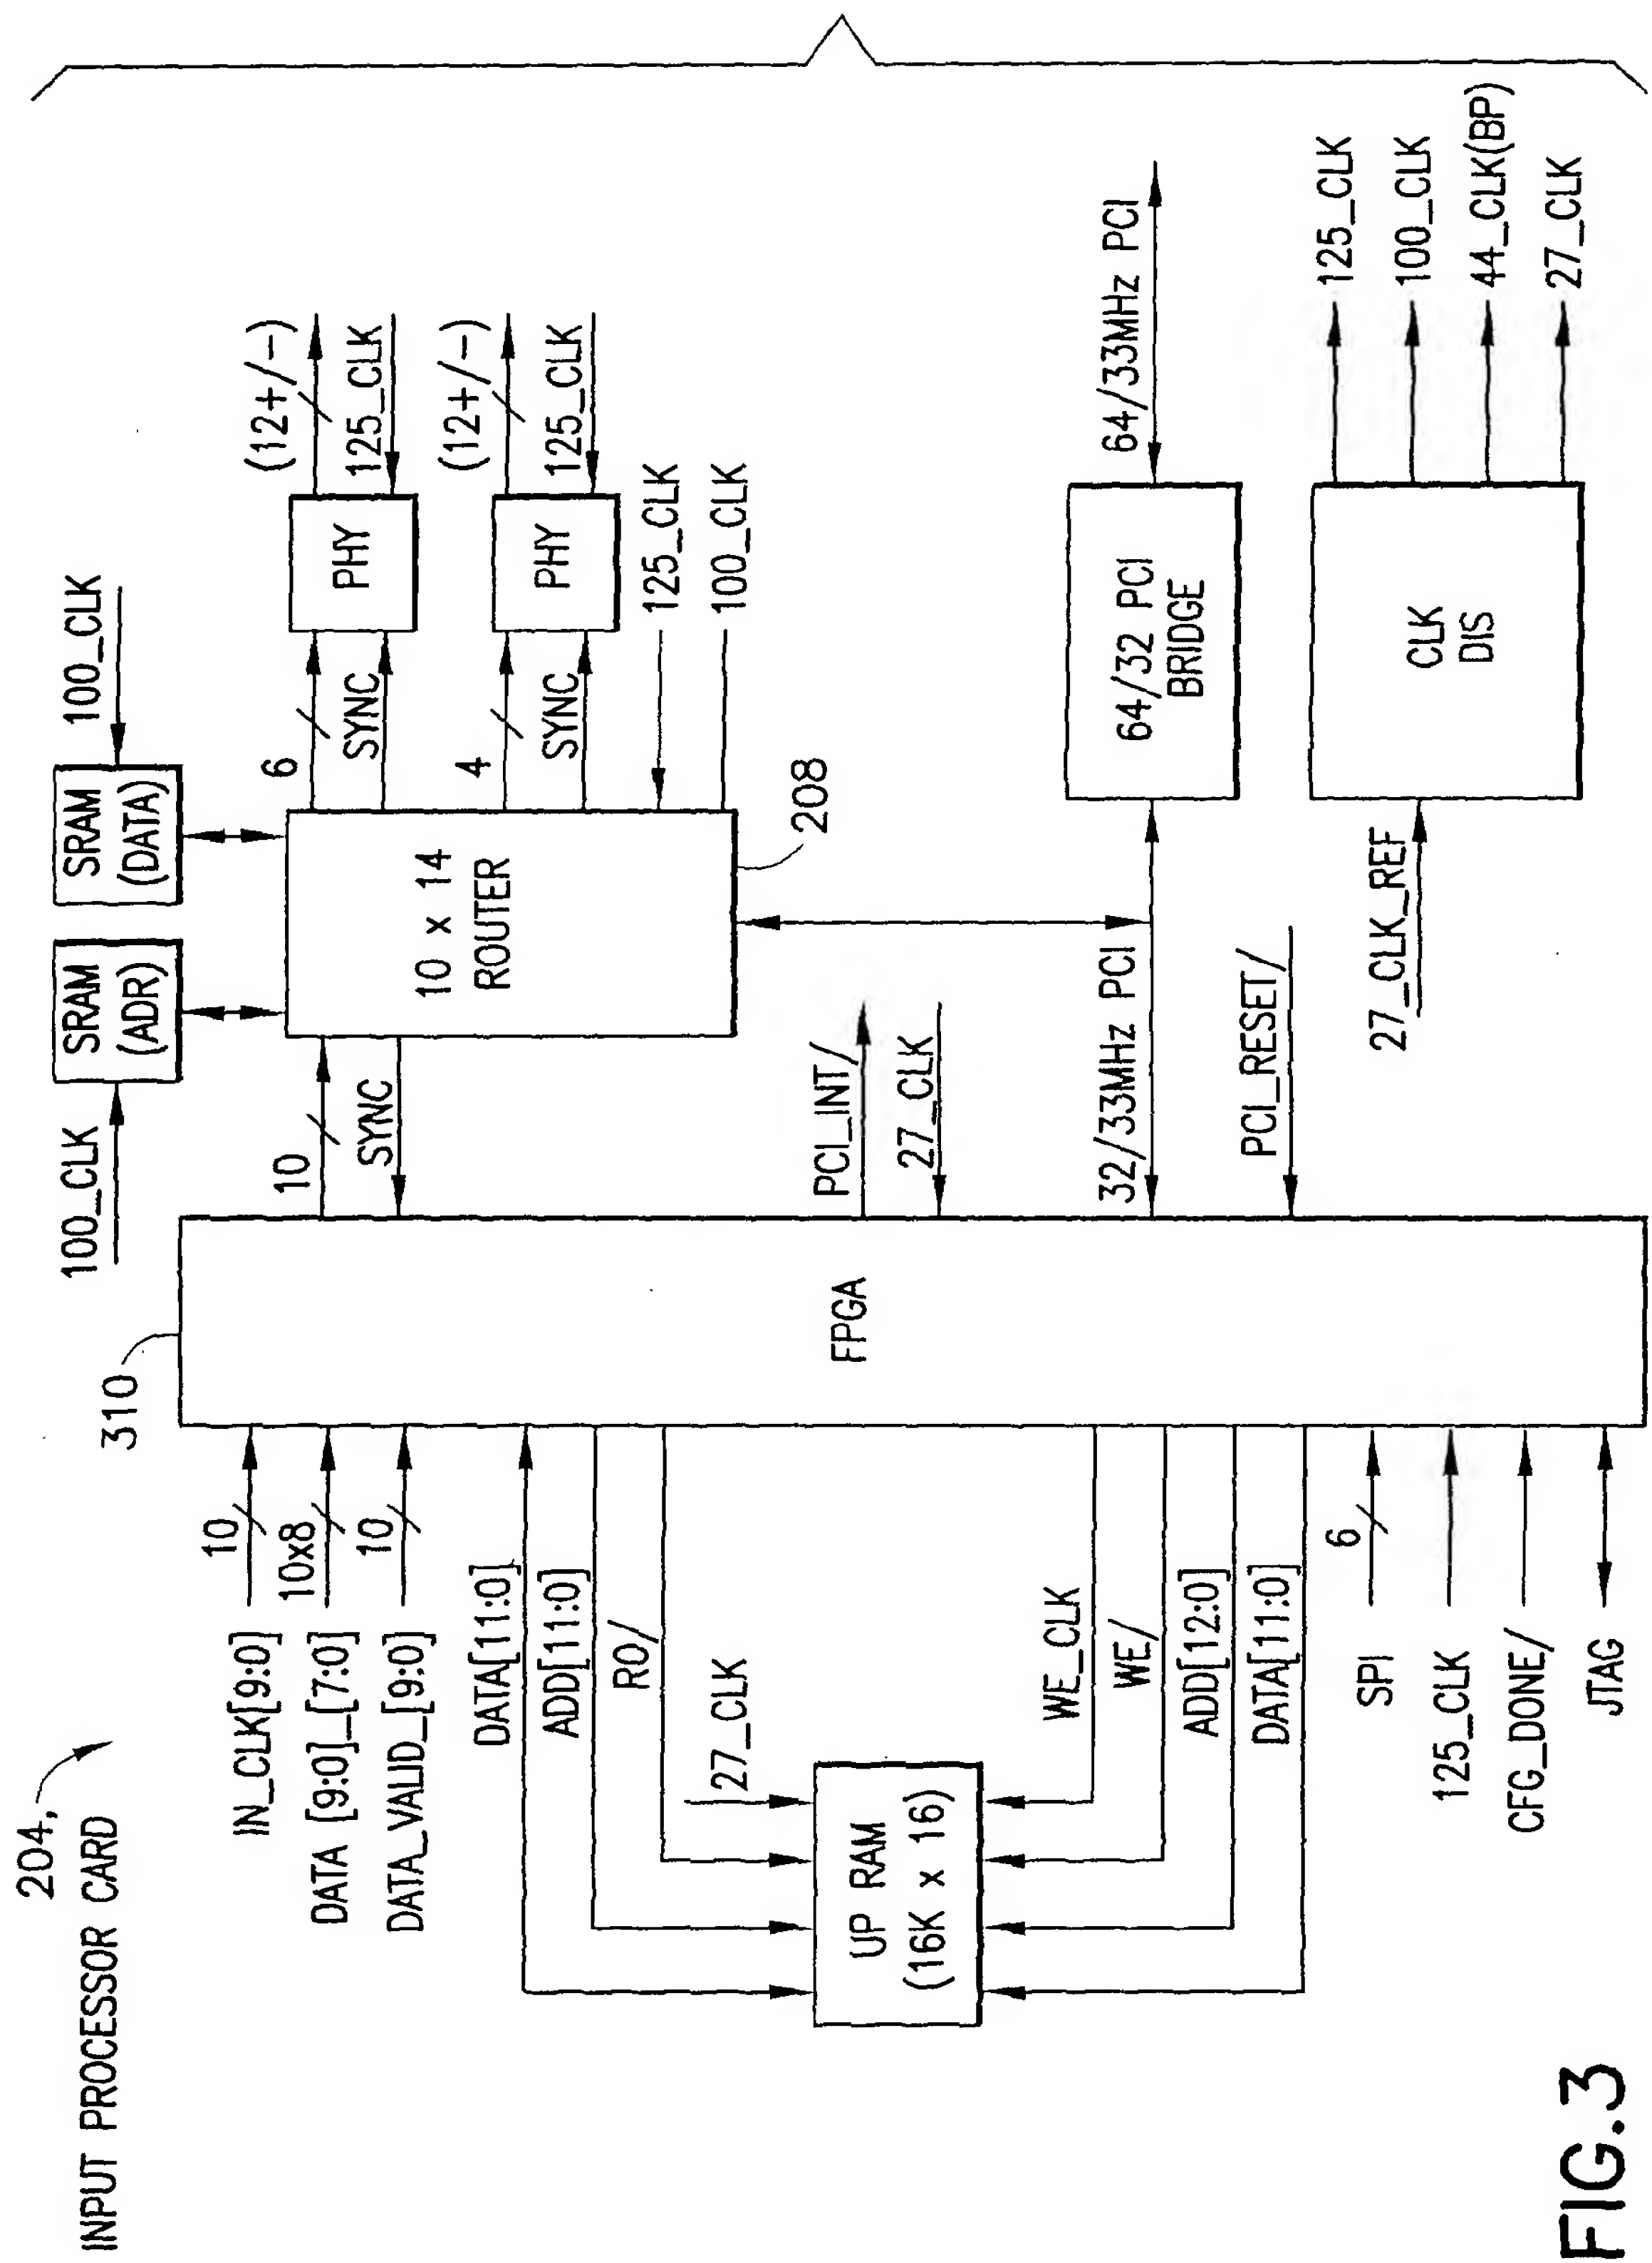 204,
INPUT PROCESSOR CARD
310
100_CLK
100_CLK
SRAM
(ADR)
SRAM
(DATA)
IN_CLK[9:0]
10
DATA [9:0]_[7:0]
10x8
DATA_VALID_[9:0]
10
10
SYNC
10 x 14
ROUTER
208
6
SYNC
PHY
(12+/-)
125_CLK
4
SYNC
PHY
(12+/-)
125_CLK
125_CLK
100_CLK
DATA[11:0]
ADD[11:0]
RO/
27_CLK
UP RAM
(16K x 16)
WE_CLK
WE/
ADD[12:0]
DATA[11:0]
FPGA
PCI_INT/
27_CLK
32/33MHz PCI
64/32 PCI
BRIDGE
64/33MHz PCI
PCI_RESET/
27_CLK_REF
CLK
DIS
125_CLK
100_CLK
44_CLK(BP)
27_CLK
SPI
6
125_CLK
CFG_DONE/
JTAG
FIG.3